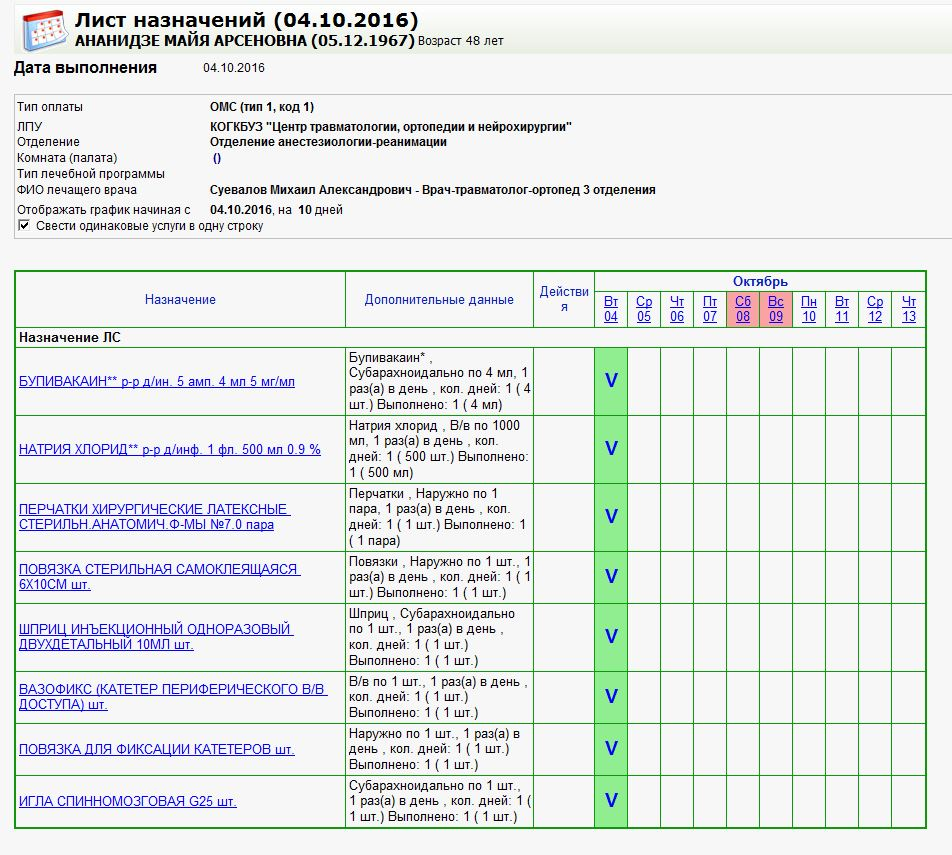 Лист назначений (04.10.2016)
АНАНИДЗЕ МАЙЯ АРСЕНОВНА (05.12.1967) Возраст 48 лет
Дата выполнения 04.10.2016
Тип оплаты ОМС (тип 1, код 1)
ЛПУ КОГКБУЗ "Центр травматологии, ортопедии и нейрохирургии"
Отделение Отделение анестезиологии-реанимации
Комната (палата) ()
Тип лечебной программы
ФИО лечащего врача Суевалов Михаил Александрович - Врач-травматолог-ортопед 3 отделения
Отображать график начиная с 04.10.2016, на 10 дней
Свести одинаковые услуги в одну строку
Назначение
Дополнительные данные
Действи
я
Октябрь
Вт Ср Чт Пт Сб Вс Пн Вт Ср Чт
04 05 06 07 08 09 10 11 12 13
Назначение ЛС
БУПИВАКАИН** р-р д/ин. 5 амп. 4 мл 5 мг/мл
Бупивакаин* ,
Субарахноидально по 4 мл, 1
раз(а) в день , кол. дней: 1 ( 4
шт.) Выполнено: 1 ( 4 мл)
V
НАТРИЯ ХЛОРИД** р-р д/инф. 1 фл. 500 мл 0.9 %
Натрия хлорид , В/в по 1000
мл, 1 раз(а) в день , кол.
дней: 1 ( 500 шт.) Выполнено:
1 ( 500 мл)
V
ПЕРЧАТКИ ХИРУРГИЧЕСКИЕ ЛАТЕКСНЫЕ
СТЕРИЛЬН.АНАТОМИЧ.Ф-МЫ №7.0 пара
Перчатки , Наружно по 1
пара, 1 раз(а) в день , кол.
дней: 1 ( 1 шт.) Выполнено: 1
( 1 пара)
V
ПОВЯЗКА СТЕРИЛЬНАЯ САМОКЛЕЯЩАЯСЯ
6Х10СМ шт.
Повязки , Наружно по 1 шт., 1
раз(а) в день , кол. дней: 1 ( 1
шт.) Выполнено: 1 ( 1 шт.)
V
ШПРИЦ ИНЪЕКЦИОННЫЙ ОДНОРАЗОВЫЙ
ДВУХДЕТАЛЬНЫЙ 10МЛ шт.
Шприц , Субарахноидально
по 1 шт., 1 раз(а) в день ,
кол. дней: 1 ( 1 шт.)
Выполнено: 1 ( 1 шт.)
V
ВАЗОФИКС (КАТЕТЕР ПЕРИФЕРИЧЕСКОГО В/В
ДОСТУПА) шт.
В/в по 1 шт., 1 раз(а) в день ,
кол. дней: 1 ( 1 шт.)
Выполнено: 1 ( 1 шт.)
V
ПОВЯЗКА ДЛЯ ФИКСАЦИИ КАТЕТЕРОВ шт.
Наружно по 1 шт., 1 раз(а) в
день , кол. дней: 1 ( 1 шт.)
Выполнено: 1 ( 1 шт.)
V
ИГЛА СПИННОМОЗГОВАЯ G25 шт.
Субарахноидально по 1 шт.,
1 раз(а) в день , кол. дней: 1 (
1 шт.) Выполнено: 1 ( 1 шт.)
V